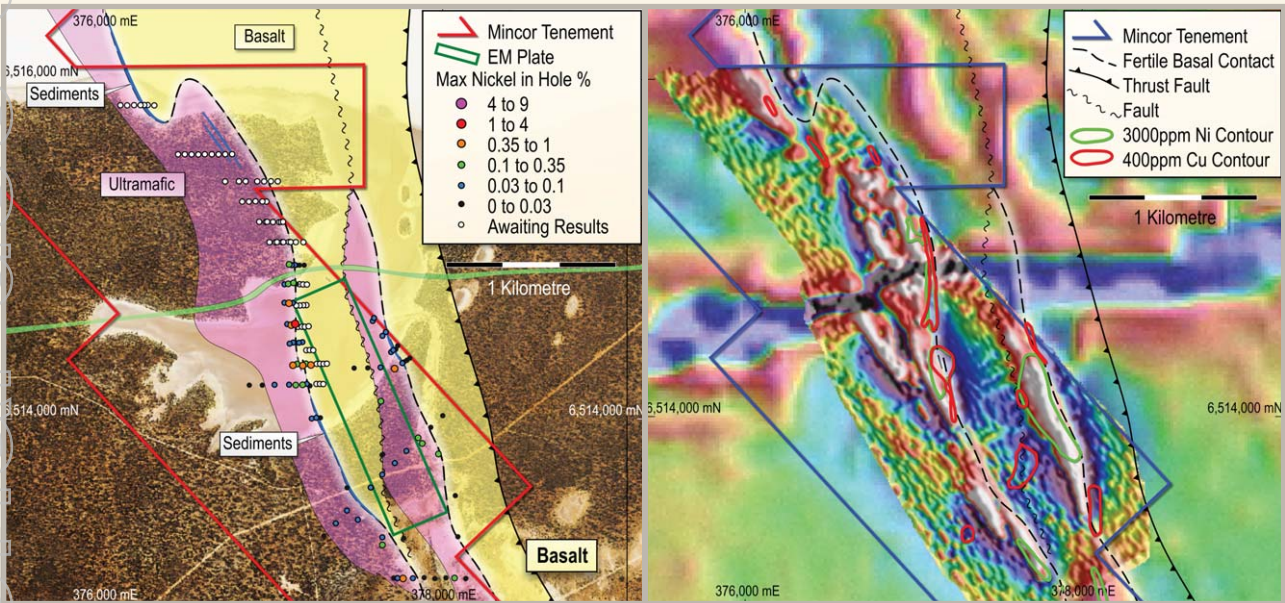 376,000 mE
Basalt
6,516,000 mN
Sediments
Ultramafic
Mincor Tenement
EM Plate
Max Nickel in Hole %
4 to 9
1 to 4
0.35 to 1
0.1 to 0.35
0.03 to 0.1
0 to 0.03
Awaiting Results
1 Kilometre
6,514,000 mN
6,514,000 mN
Sediments
Basalt
376,000 mE
378,000 mE
376,000 mE
Mincor Tenement
Fertile Basal Contact
Thrust Fault
Fault
3000ppm Ni Contour
400ppm Cu Contour
1 Kilometre
6,514,000 mN
6,514,000 mN
376,000 mE
378,000 mE